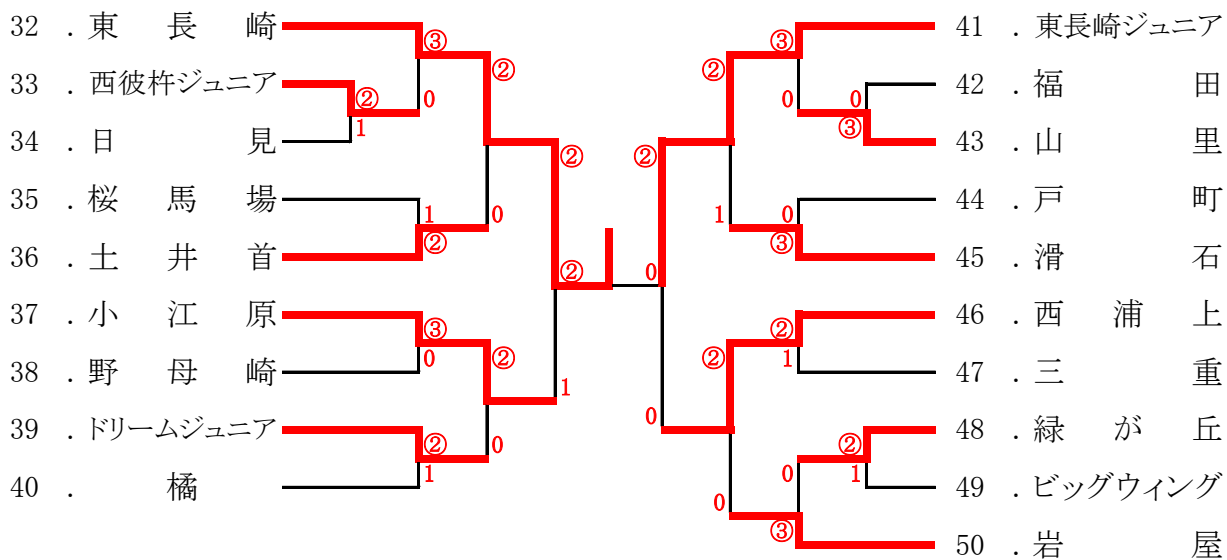 32 . 東 長 崎
③
②
33 . 西彼杵ジュニア
②
0
1
34 . 日 見
②
35 . 桜 馬 場
1
0
②
36 . 土 井 首
②
37 . 小 江 原
③
②
0
38 . 野 母 崎
1
39 . ドリームジュニア
②
0
1
40 . 橘
41 . 東長崎ジュニア
③
②
42 . 福 田
0
0
③
43 . 山 里
②
44 . 戸 町
1
0
③
45 . 滑 石
0
46 . 西 浦 上
②
②
1
47 . 三 重
0
48 . 緑 が 丘
②
0
1
49 . ビッグウィング
0
③
50 . 岩 屋